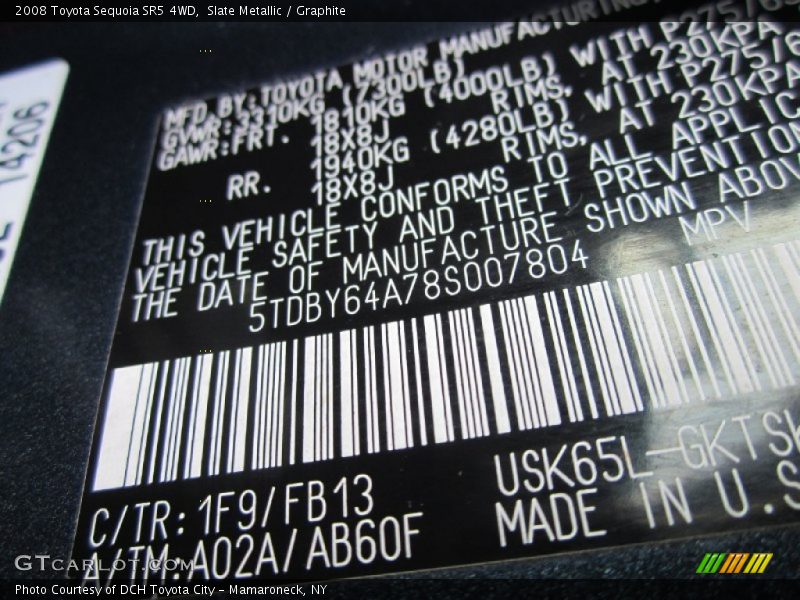 2008 Toyota Sequoia SR5 4WD, Slate Metallic / Graphite
14206
MFD. BY: TOYOTA MOTOR MANUFACTURING
GVWR: 3310KG (7300LB)
GAWR: FRT. 1810KG (4000LB) WITH P275/65
18X8J RIMS, AT 230KPA
RR. 1940KG (4280LB) WITH P275/6
18X8J RIMS, AT 230KPA
THIS VEHICLE CONFORMS TO ALL APPLIC
VEHICLE SAFETY AND THEFT PREVENTION
THE DATE OF MANUFACTURE SHOWN ABOV
5TDBY64A78S007804 MPV
C/TR: 1F9/FB13 USK65L-GKTSK
A/TM: A02A/AB60F MADE IN U.S
GTCarlot.com
Photo Courtesy of DCH Toyota City - Mamaroneck, NY